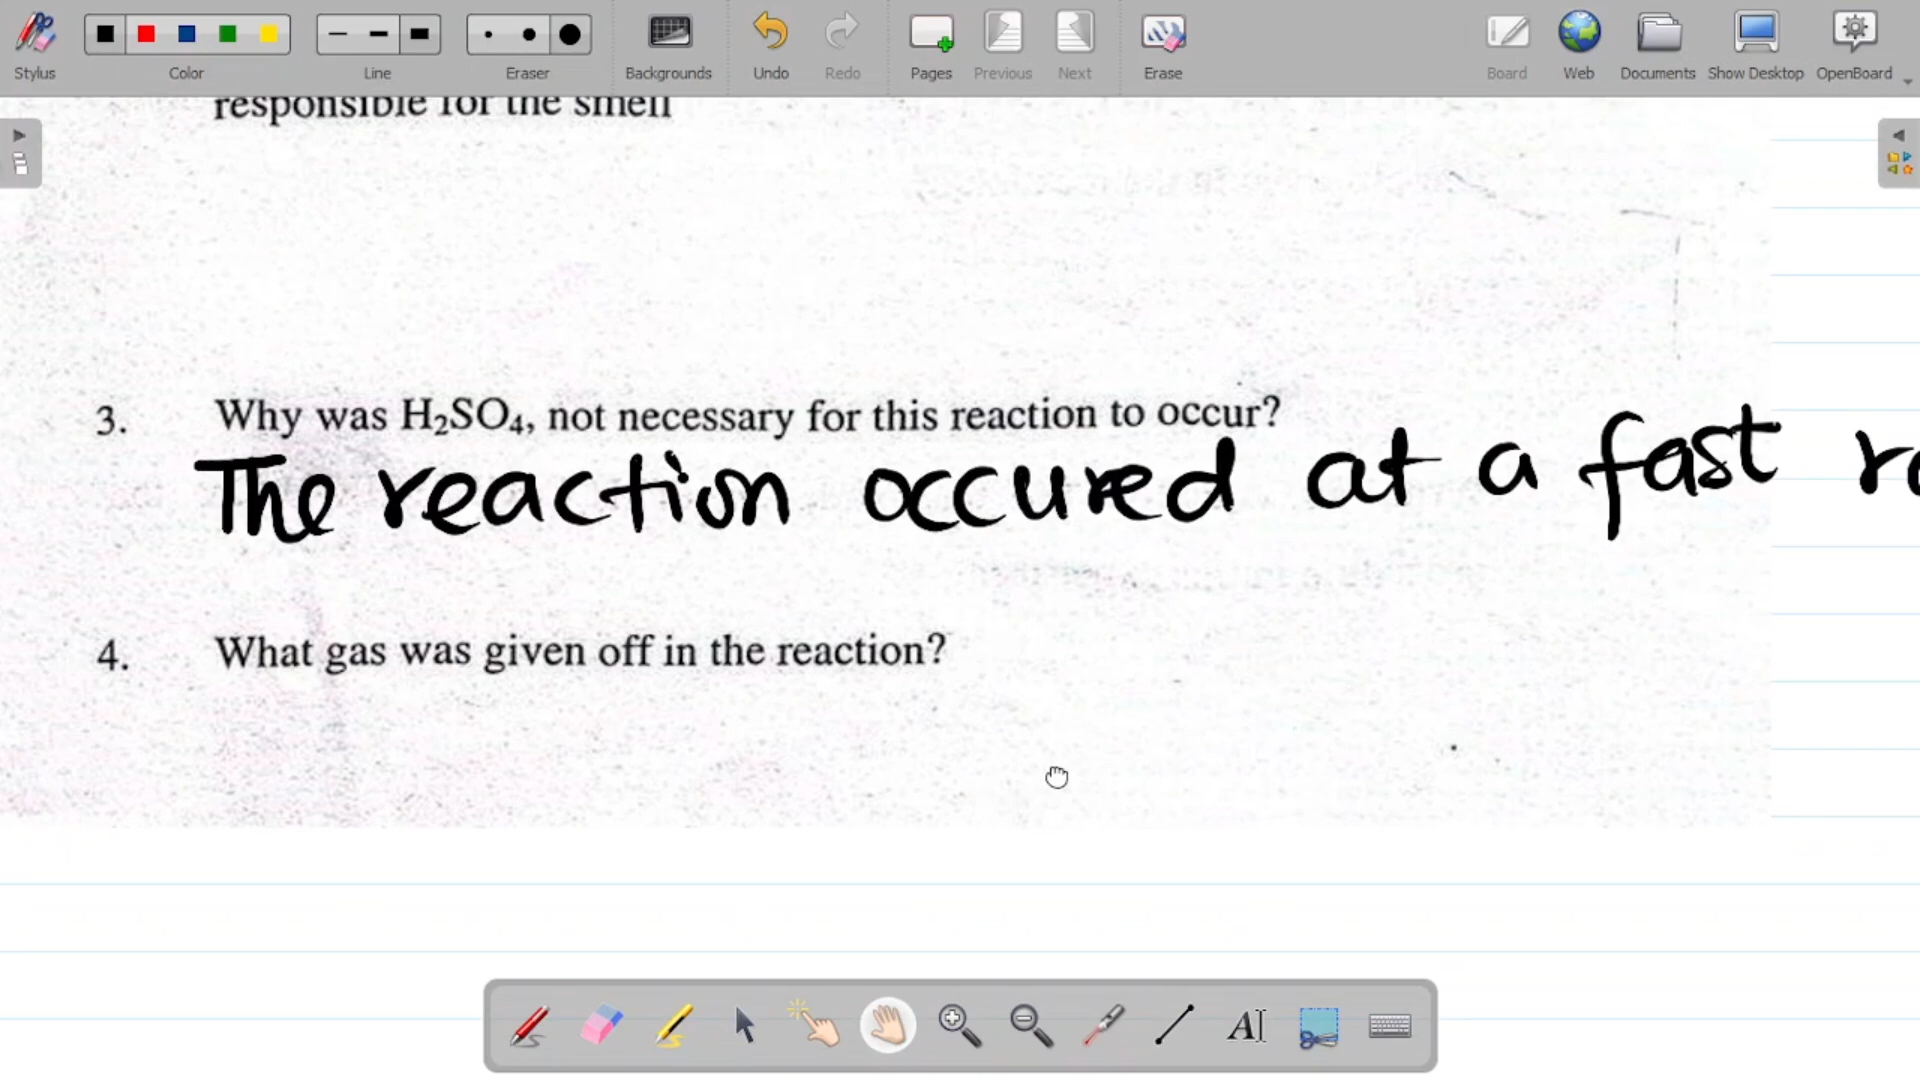 Stylus Color Line Eraser Backgrounds Undo Redo Pages Previous Next Erase Board Web Documents Show Desktop OpenBoard
responsible for the smell
3. Why was H₂SO₄, not necessary for this reaction to occur?
The reaction occured at a fast
4. What gas was given off in the reaction?